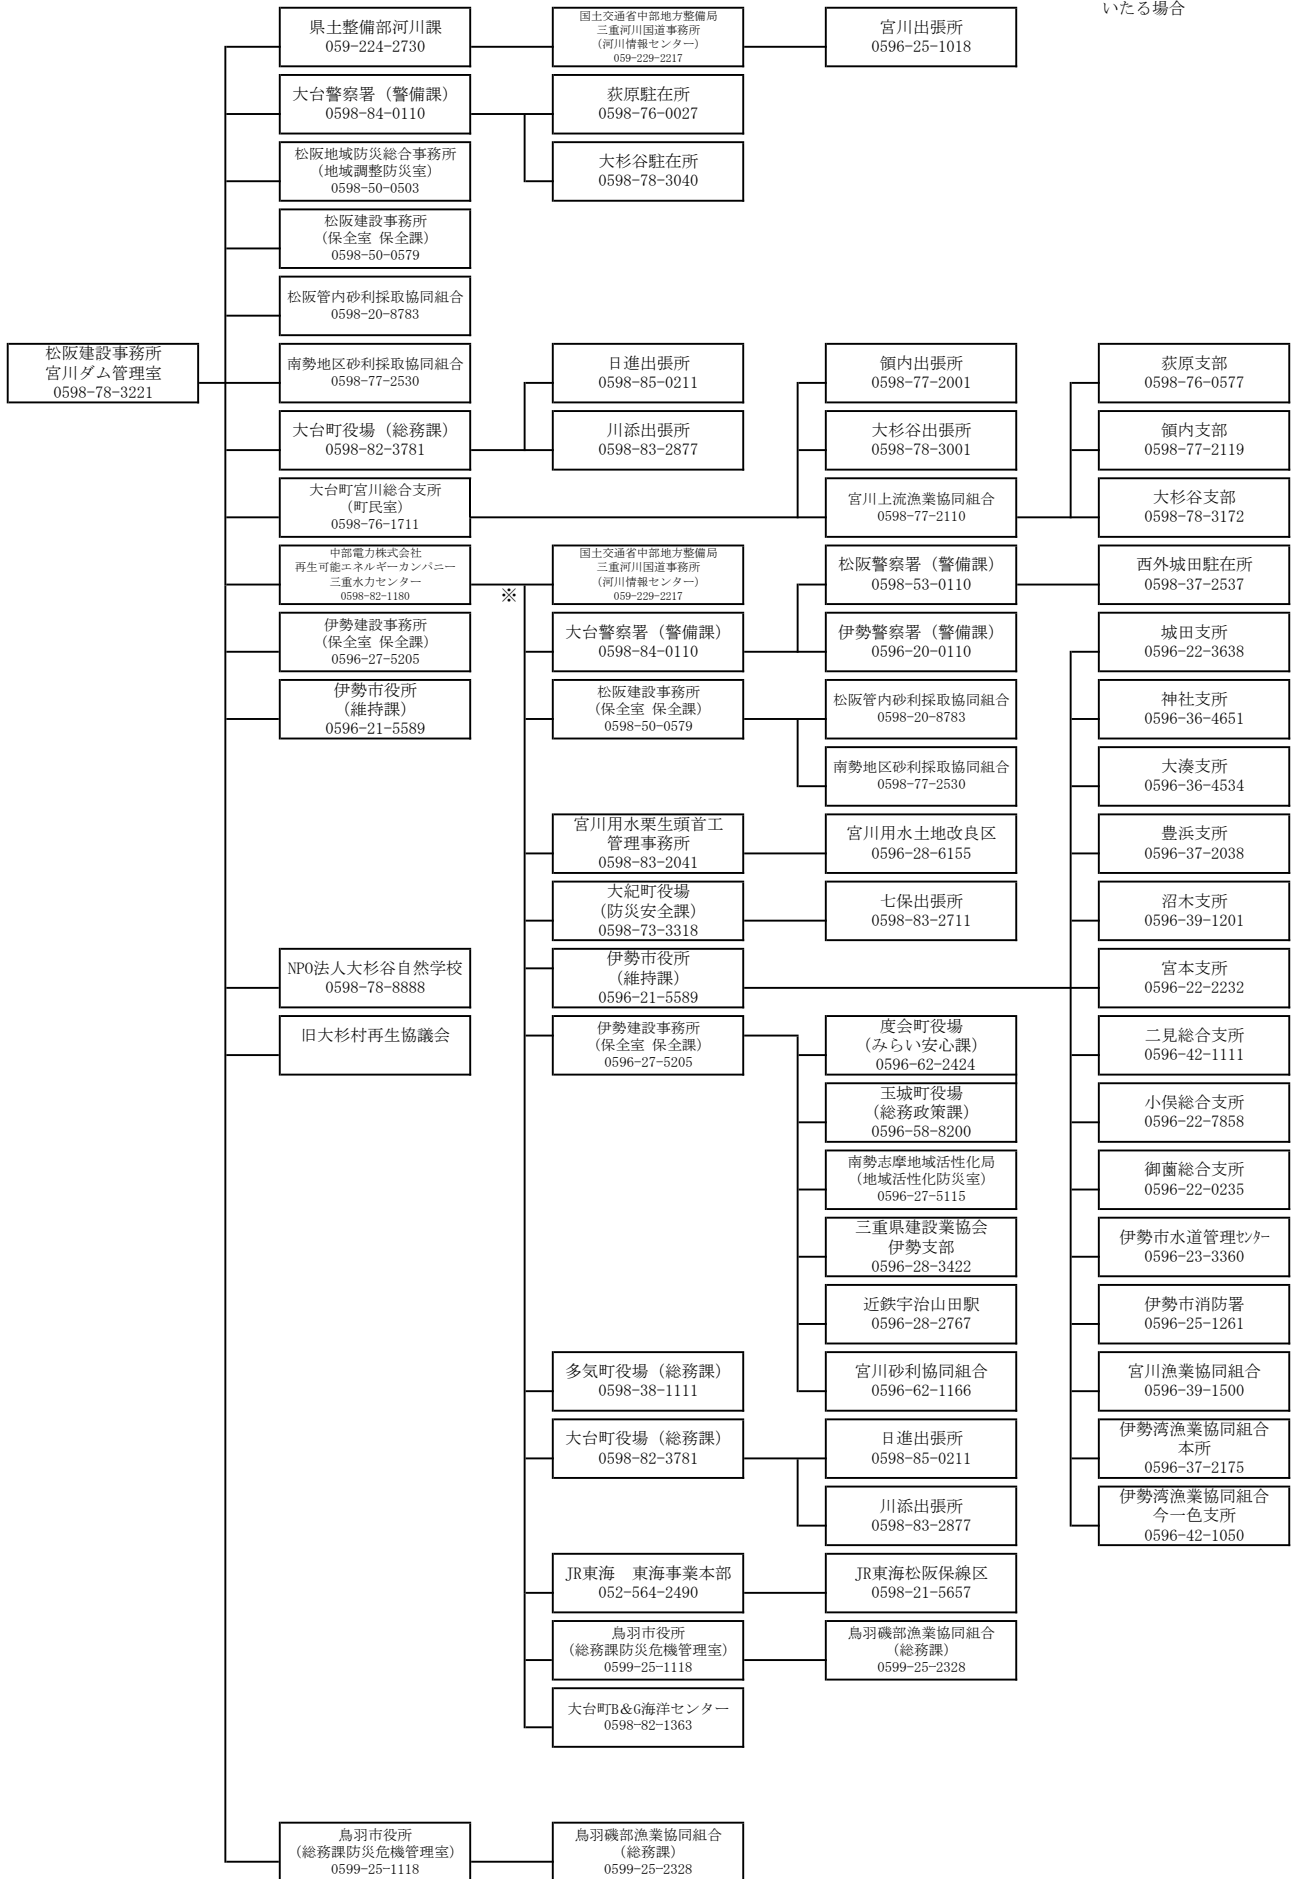 いたる場合
県土整備部河川課
059-224-2730
国土交通省中部地方整備局
三重河川国道事務所
(河川情報センター)
059-229-2217
宮川出張所
0596-25-1018
大台警察署（警備課）
0598-84-0110
荻原駐在所
0598-76-0027
松阪地域防災総合事務所
（地域調整防災室）
0598-50-0503
大杉谷駐在所
0598-78-3040
松阪建設事務所
（保全室 保全課）
0598-50-0579
松阪管内砂利採取協同組合
0598-20-8783
松阪建設事務所
宮川ダム管理室
0598-78-3221
南勢地区砂利採取協同組合
0598-77-2530
日進出張所
0598-85-0211
領内出張所
0598-77-2001
荻原支部
0598-76-0577
大台町役場（総務課）
0598-82-3781
川添出張所
0598-83-2877
大杉谷出張所
0598-78-3001
領内支部
0598-77-2119
大台町宮川総合支所
（町民室）
0598-76-1711
宮川上流漁業協同組合
0598-77-2110
大杉谷支部
0598-78-3172
中部電力株式会社
再生可能エネルギーカンパニー
三重水力センター
0598-82-1180
※
国土交通省中部地方整備局
三重河川国道事務所
(河川情報センター)
059-229-2217
松阪警察署（警備課）
0598-53-0110
西外城田駐在所
0598-37-2537
伊勢建設事務所
（保全室 保全課）
0596-27-5205
大台警察署（警備課）
0598-84-0110
伊勢警察署（警備課）
0596-20-0110
城田支所
0596-22-3638
伊勢市役所
（維持課）
0596-21-5589
松阪建設事務所
（保全室 保全課）
0598-50-0579
松阪管内砂利採取協同組合
0598-20-8783
神社支所
0596-36-4651
南勢地区砂利採取協同組合
0598-77-2530
大湊支所
0596-36-4534
宮川用水粟生頭首工
管理事務所
0598-83-2041
宮川用水土地改良区
0596-28-6155
豊浜支所
0596-37-2038
大紀町役場
（防災安全課）
0598-73-3318
七保出張所
0598-83-2711
沼木支所
0596-39-1201
NPO法人大杉谷自然学校
0598-78-8888
伊勢市役所
（維持課）
0596-21-5589
宮本支所
0596-22-2232
旧大杉村再生協議会
伊勢建設事務所
（保全室 保全課）
0596-27-5205
度会町役場
（みらい安心課）
0596-62-2424
二見総合支所
0596-42-1111
玉城町役場
（総務政策課）
0596-58-8200
小俣総合支所
0596-22-7858
南勢志摩地域活性化局
（地域活性化防災室）
0596-27-5115
御薗総合支所
0596-22-0235
三重県建設業協会
伊勢支部
0596-28-3422
伊勢市水道管理ｾﾝﾀｰ
0596-23-3360
近鉄宇治山田駅
0596-28-2767
伊勢市消防署
0596-25-1261
多気町役場（総務課）
0598-38-1111
宮川砂利協同組合
0596-62-1166
宮川漁業協同組合
0596-39-1500
大台町役場（総務課）
0598-82-3781
日進出張所
0598-85-0211
伊勢湾漁業協同組合
本所
0596-37-2175
川添出張所
0598-83-2877
伊勢湾漁業協同組合
今一色支所
0596-42-1050
JR東海　東海事業本部
052-564-2490
JR東海松阪保線区
0598-21-5657
鳥羽市役所
（総務課防災危機管理室）
0599-25-1118
鳥羽磯部漁業協同組合
（総務課）
0599-25-2328
大台町B＆G海洋センター
0598-82-1363
鳥羽市役所
（総務課防災危機管理室）
0599-25-1118
鳥羽磯部漁業協同組合
（総務課）
0599-25-2328